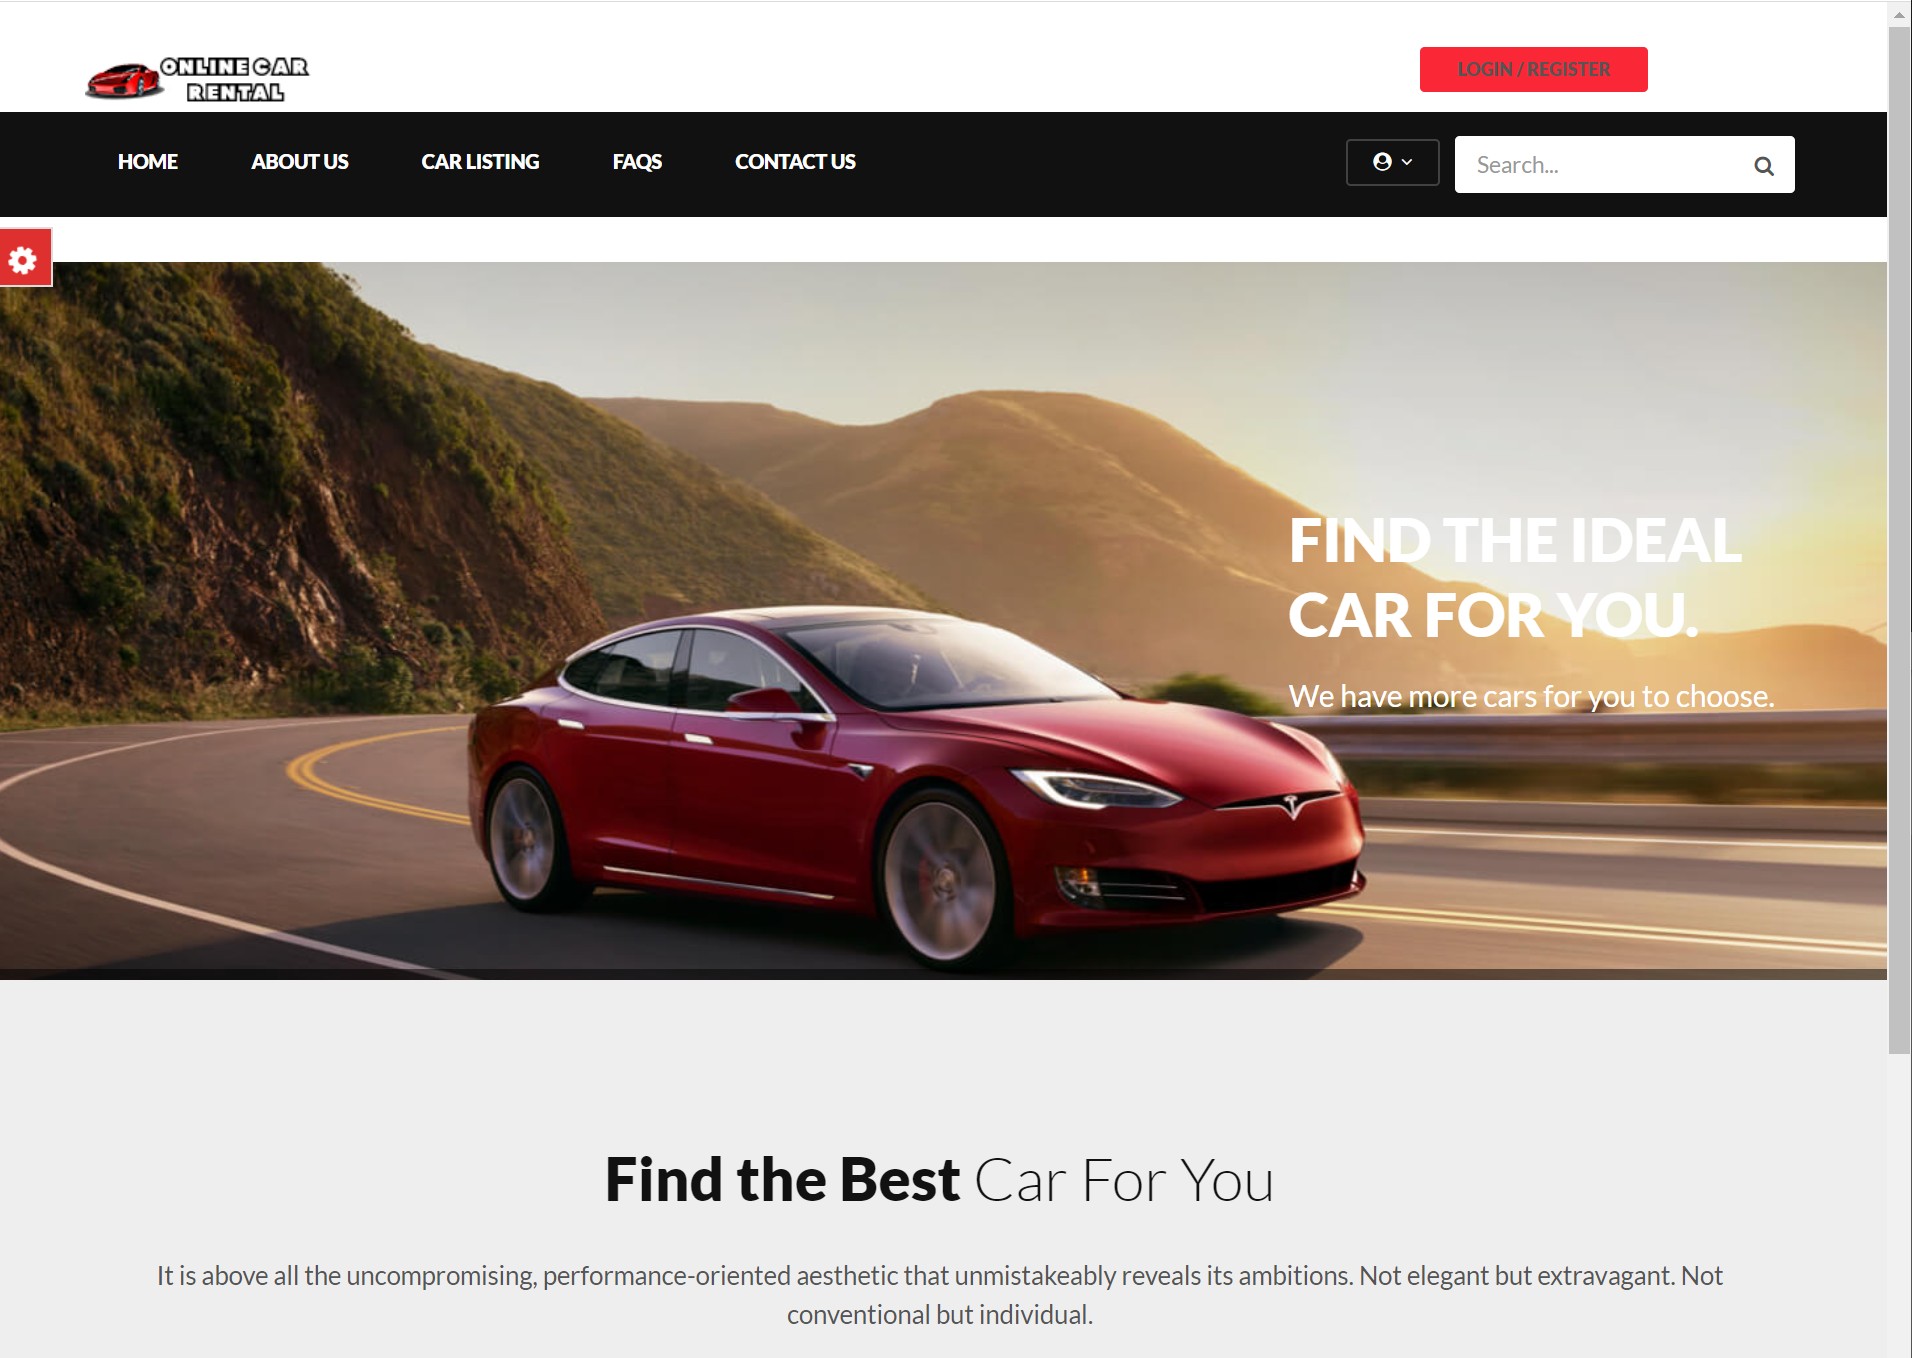 ONLINE CAR
RENTAL
LOGIN / REGISTER
HOME ABOUT US CAR LISTING FAQS CONTACT US
Search...
FIND THE IDEAL
CAR FOR YOU.
We have more cars for you to choose.
Find the Best Car For You
It is above all the uncompromising, performance-oriented aesthetic that unmistakeably reveals its ambitions. Not elegant but extravagant. Not
conventional but individual.